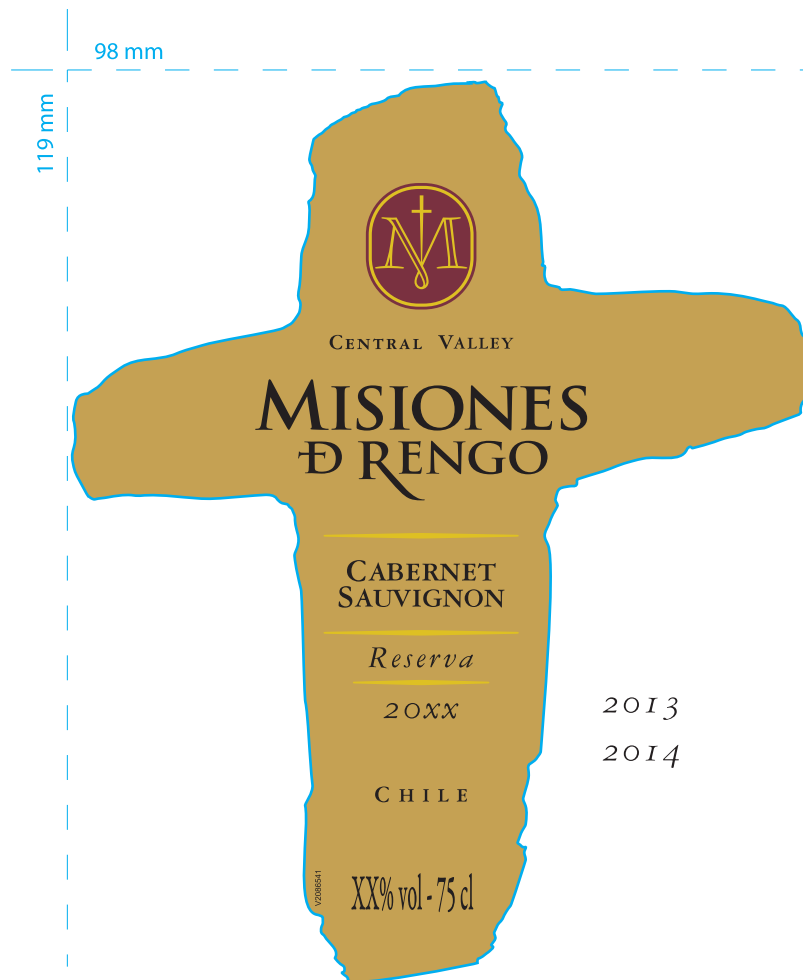 98 mm
119 mm
M
CENTRAL VALLEY
MISIONES
Đ RENGO
CABERNET
SAUVIGNON
Reserva
20xx
2013
2014
CHILE
V2086541
XX% vol - 75 cl